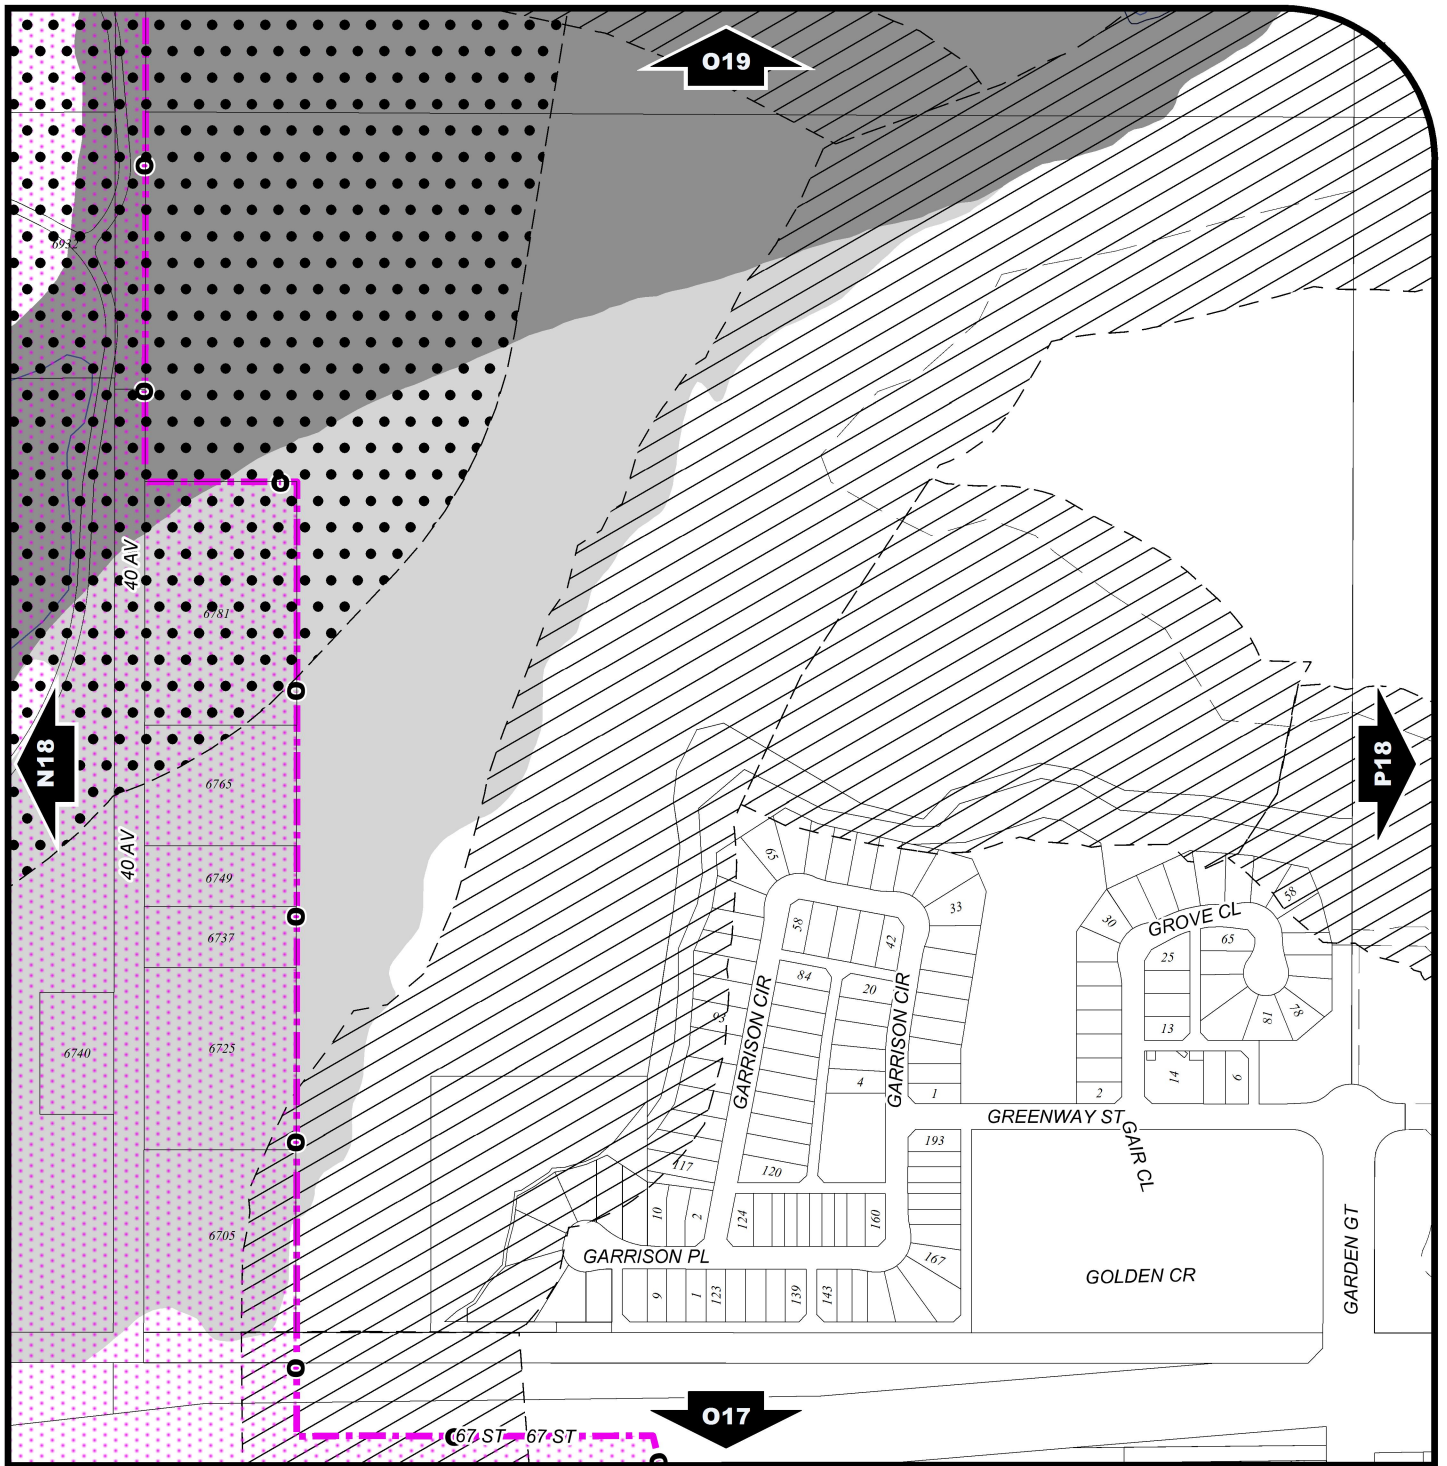 O19
O
6932
O
O
40 AV
6781
O
N18
P18
6765
40 AV
65
6749
58
33
30
GROVE CL
O
58
42
65
6737
25
84
20
GARRISON CIR
GARRISON CIR
93
78
81
13
6740
6725
4
14
6
1
2
GREENWAY ST
O
193
GAIR CL
117
120
10
2
124
160
6705
GARRISON PL
167
GARDEN GT
GOLDEN CR
9
1
123
139
143
O
O17
67 ST
67 ST
O